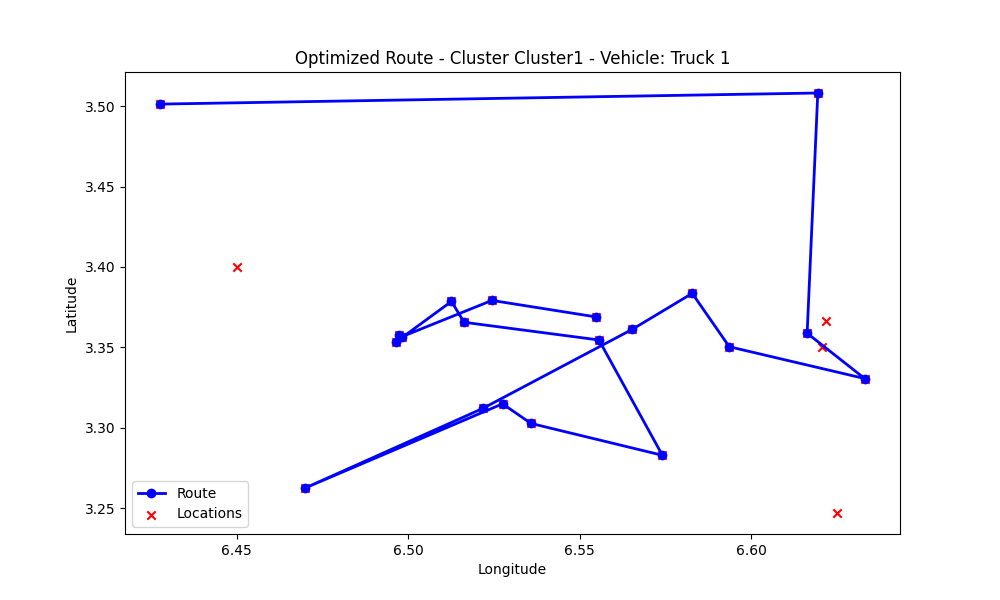 Optimized Route - Cluster Cluster1 - Vehicle: Truck 1
3.50
3.45
3.40
3.35
3.30
3.25
Latitude
Route
Locations
6.45 6.50 6.55 6.60
Longitude